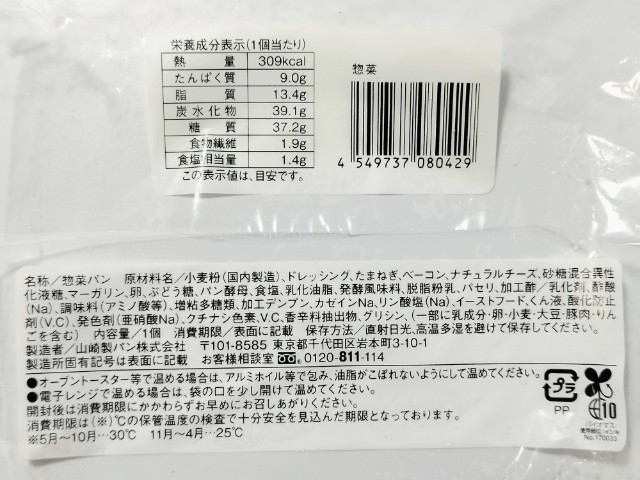 栄養成分表示(1個当たり)
熱量 309kcal
たんぱく質 9.0g
脂質 13.4g
炭水化物 39.1g
糖質 37.2g
食物繊維 1.9g
食塩相当量 1.4g
この表示値は、目安です。
惣菜
4 549737 080429
名称/惣菜パン 原材料名/小麦粉(国内製造)、ドレッシング、たまねぎ、ベーコン、ナチュラルチーズ、砂糖混合異性
化液糖、マーガリン、卵、ぶどう糖、パン酵母、食塩、乳化油脂、発酵風味料、脱脂粉乳、パセリ、加工酢/乳化剤、酢酸
(Na)、調味料(アミノ酸等)、増粘多糖類、加工デンプン、カゼインNa、リン酸塩(Na)、イーストフード、くん液、酸化防止
剤(V.C)、発色剤(亜硝酸Na)、クチナシ色素、V.C、香辛料抽出物、グリシン、(一部に乳成分・卵・小麦・大豆・豚肉・りん
ごを含む) 内容量/1個 消費期限/表面に記載 保存方法/直射日光、高温多湿を避けて保存してください。
製造者/山崎製パン株式会社 〒101-8585 東京都千代田区岩本町3-10-1
製造所固有記号は表面に記載 お客様相談室 0120-811-114
●オーブントースター等で温める場合は、アルミホイル等で包み、油脂がこぼれないようにして温めてください。
●電子レンジで温める場合は、袋の口を少し開けて温めてください。
開封後は消費期限にかかわらずお早めにお召しあがりください。
消費期限は(※)℃の保管温度の検査で十分安全を見込んだ期限となっております。
※5月～10月…30℃ 11月～4月…25℃
プラ
PP
10
バイオマス
使用部位:インキ
No.170033